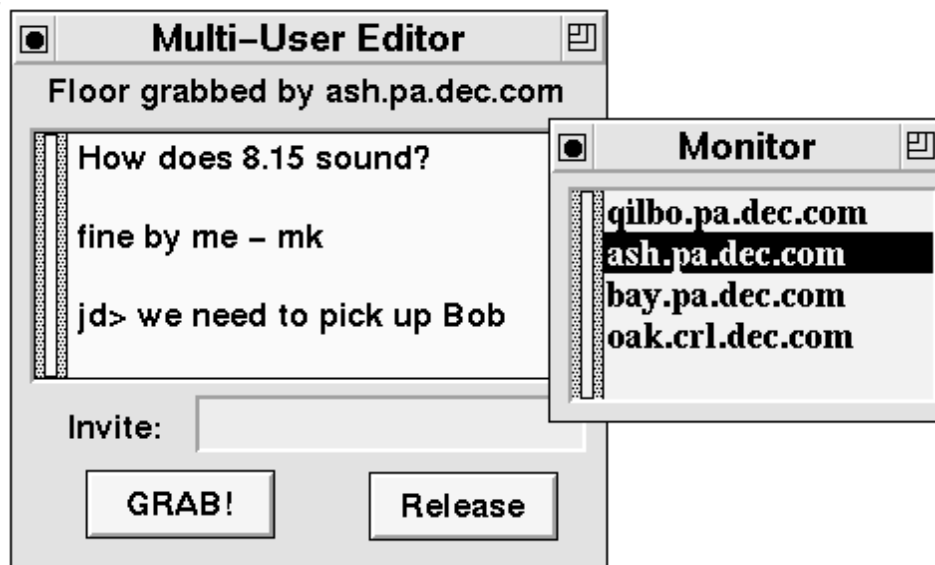 Multi-User Editor
Floor grabbed by ash.pa.dec.com
How does 8.15 sound?
fine by me – mk
jd> we need to pick up Bob
Invite:
GRAB!
Release
Monitor
qilbo.pa.dec.com
ash.pa.dec.com
bay.pa.dec.com
oak.crl.dec.com